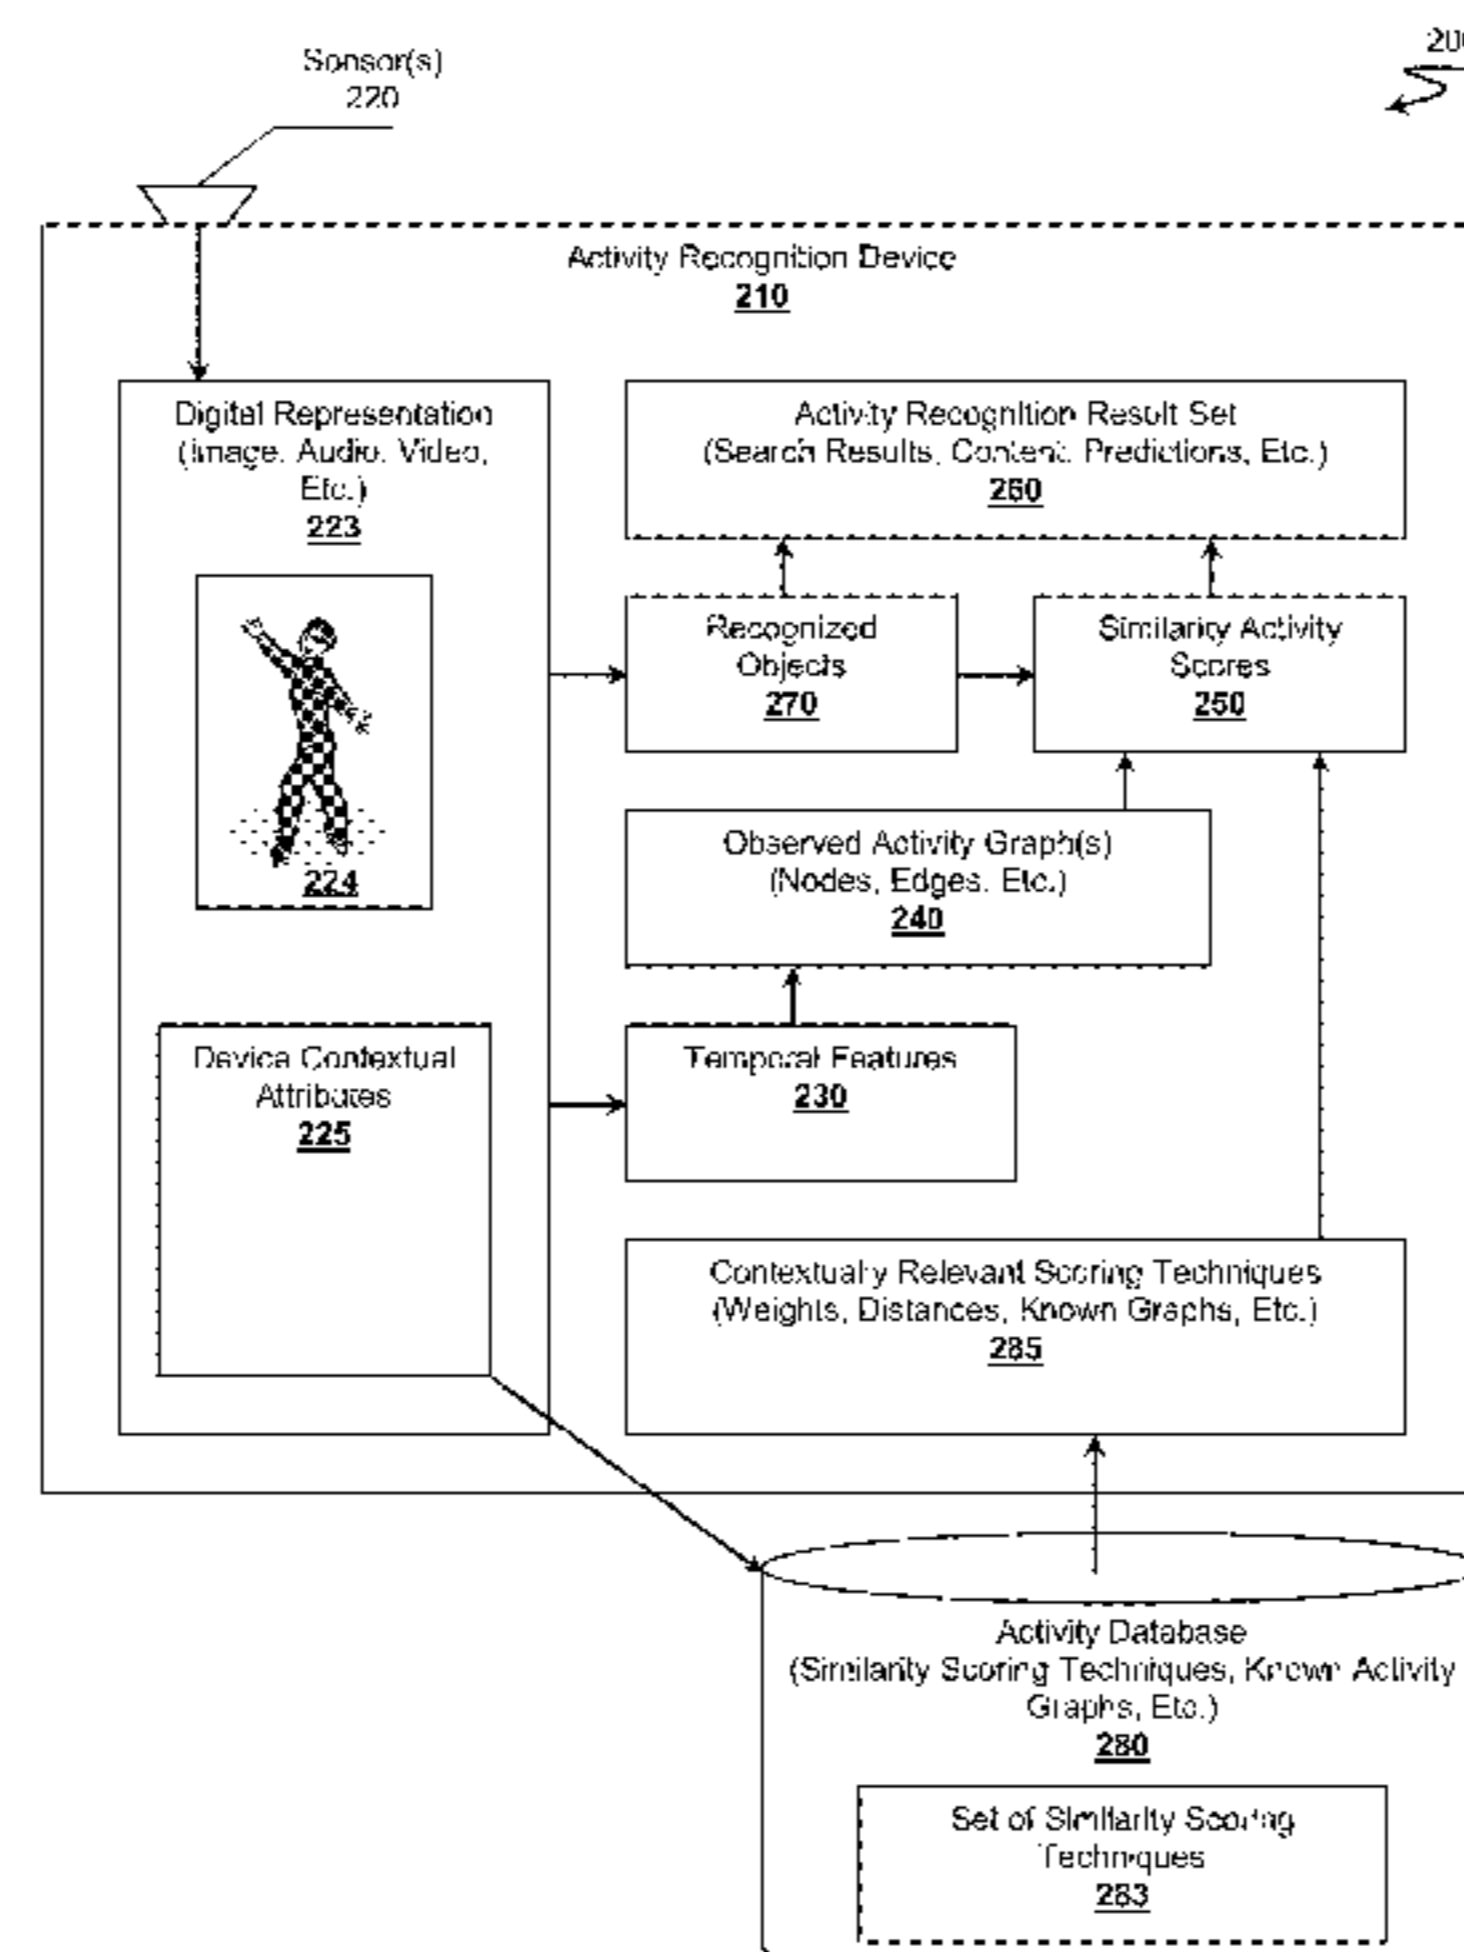 Sensor(s)
220
Activity Recognition Device
210
Digital Representation
(Image, Audio, Video,
Etc.)
223
224
Device Contextual
Attributes
225
Activity Recognition Result Set
(Search Results, Content, Predictions, Etc.)
260
Recognized
Objects
270
Similarity Activity
Scores
250
Observed Activity Graph(s)
(Nodes, Edges, Etc.)
240
Temporal Features
230
Contextually Relevant Scoring Techniques
(Weights, Distances, Known Graphs, Etc.)
285
Activity Database
(Similarity Scoring Techniques, Known Activity
Graphs, Etc.)
280
Set of Similarity Scoring
Techniques
283